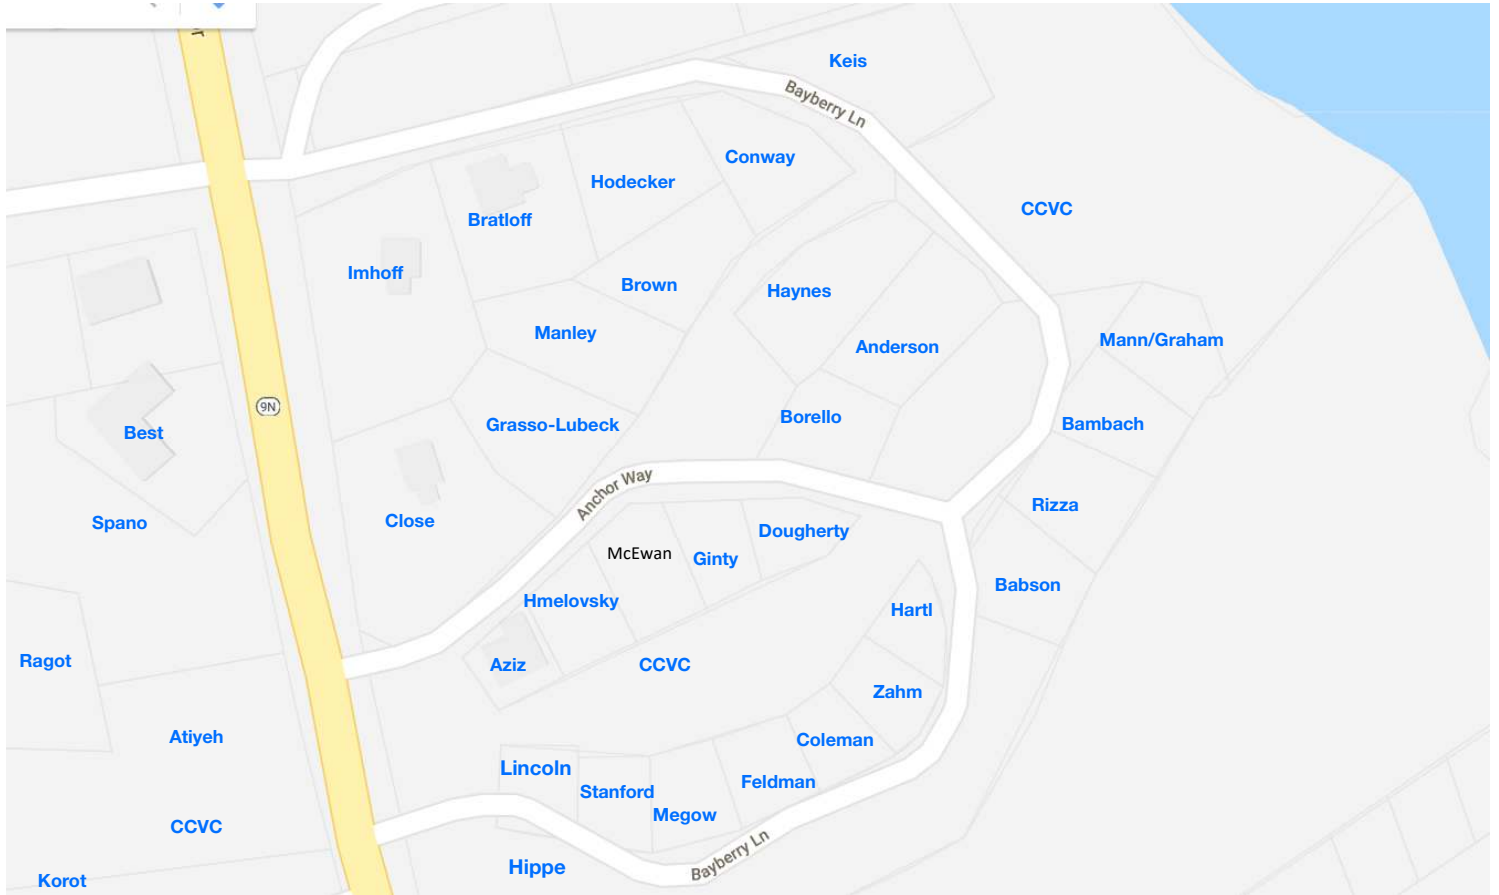 Keis
Bayberry Ln
Conway
Hodecker
CCVC
Bratloff
Imhoff
Brown
Haynes
Manley
Anderson
Mann/Graham
9N
Borello
Bambach
Grasso-Lubeck
Best
Anchor Way
Rizza
Close
Spano
Dougherty
McEwan
Ginty
Babson
Hmelovsky
Hartl
Ragot
Aziz
CCVC
Zahm
Atiyeh
Coleman
Lincoln
Feldman
Stanford
Megow
CCVC
Bayberry Ln
Hippe
Korot